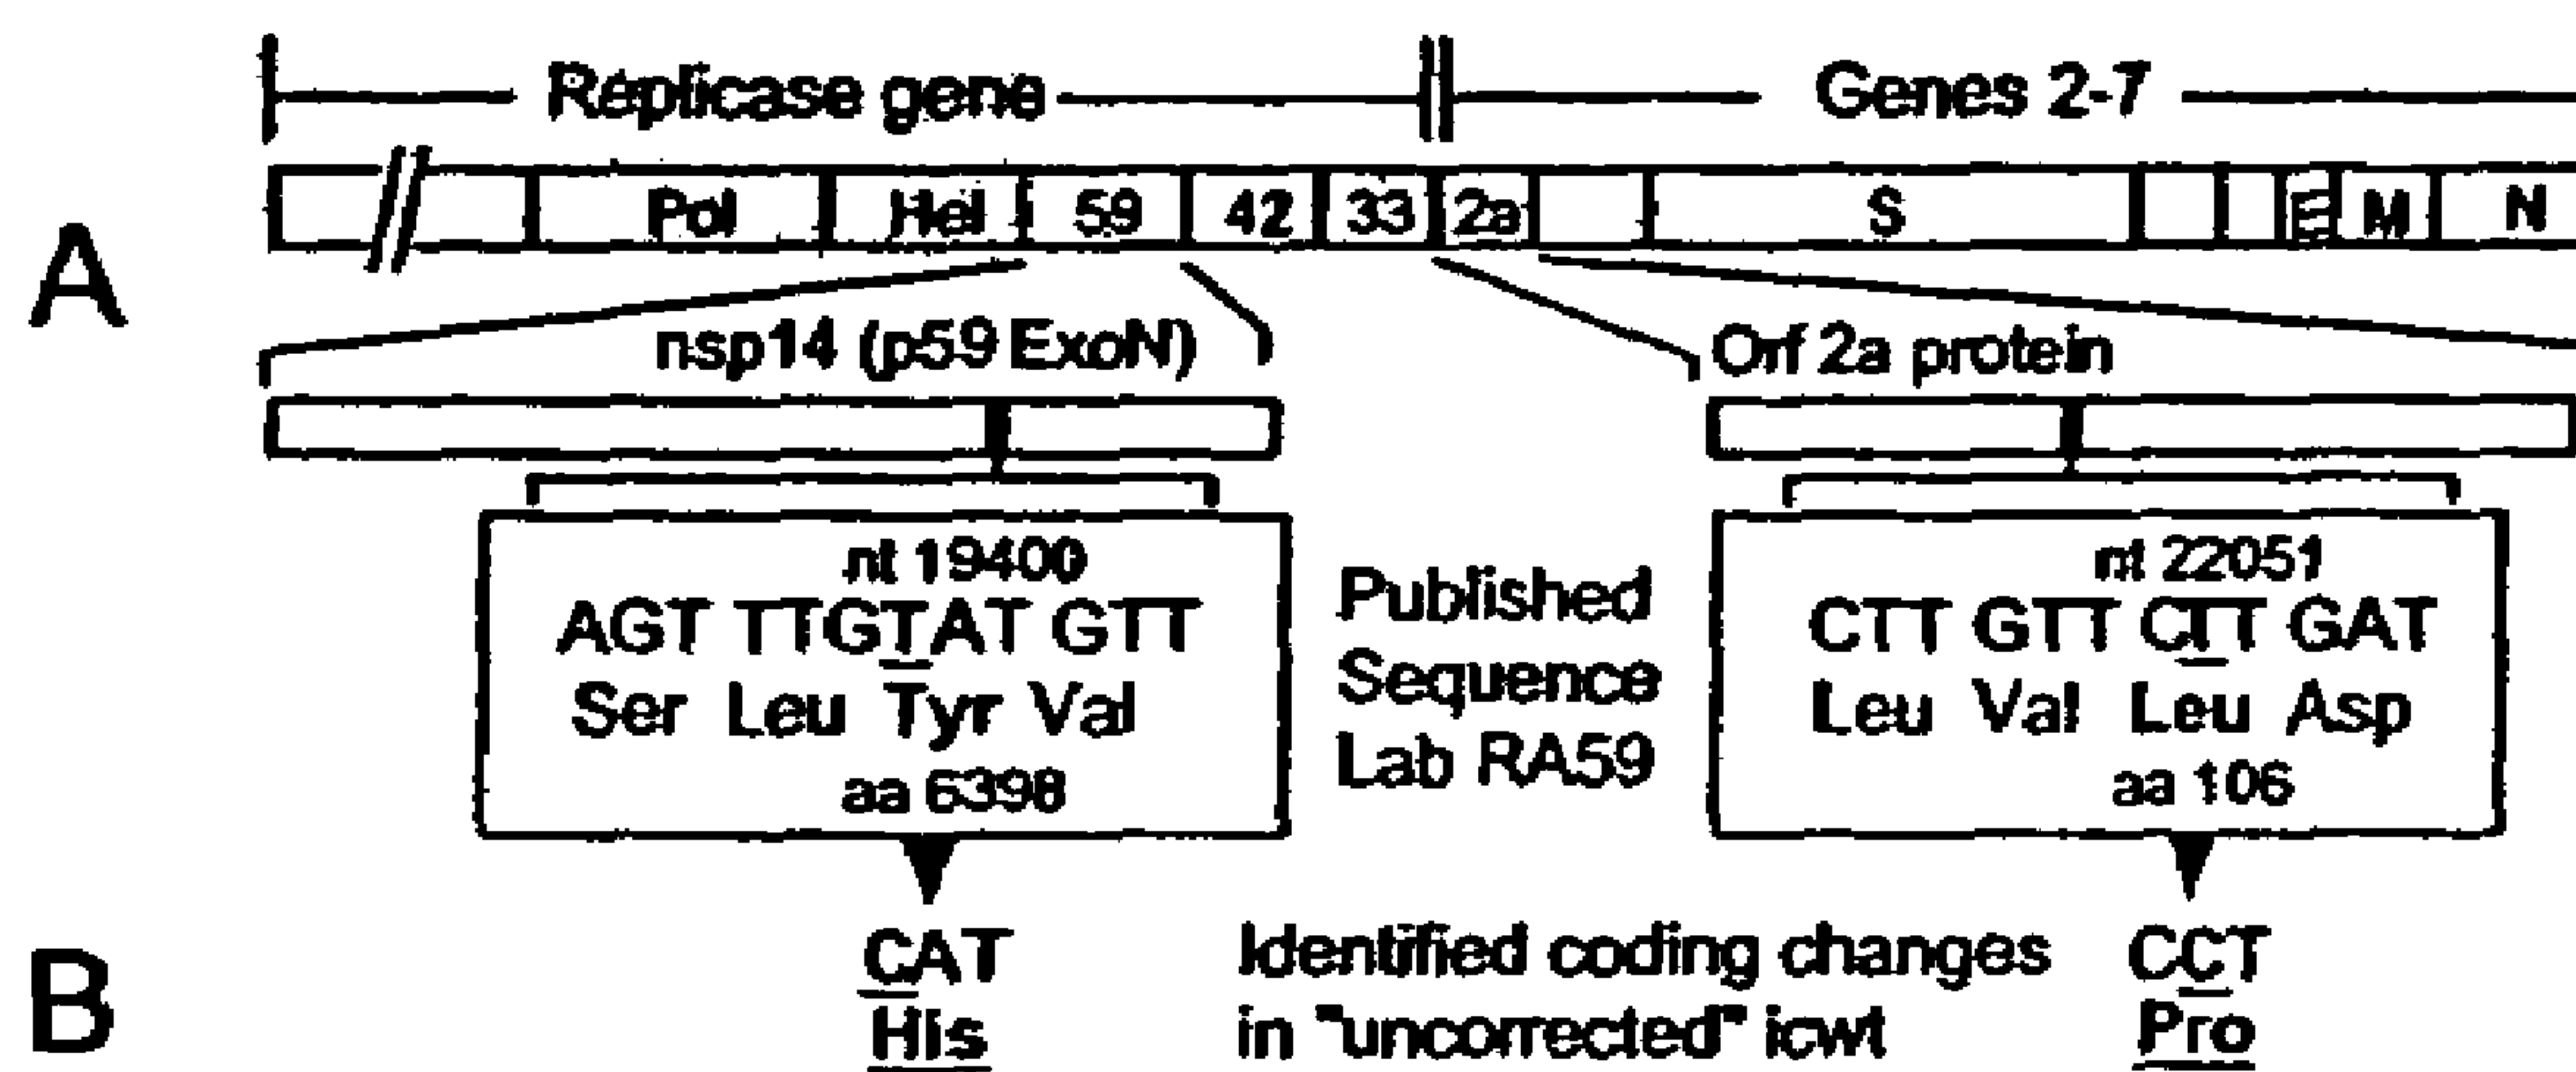 A
Replicase gene
Genes 2-7
Pol Hel 59 42 33 2a S E M N
nsp14 (p59 ExoN)
Orf 2a protein
nt 19400
AGT TTG TAT GTT
Ser Leu Tyr Val
aa 6398
Published
Sequence
Lab RA59
nt 22051
CTT GTT CTT GAT
Leu Val Leu Asp
aa 106
B
CAT
His
Identified coding changes
in "uncorrected" icwt
CCT
Pro